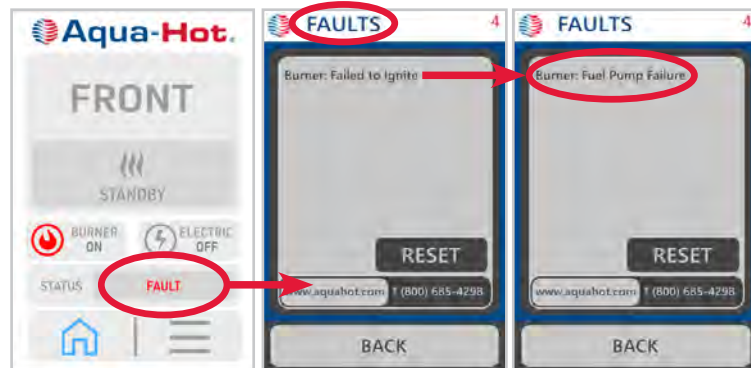 Aqua-Hot.
FRONT
STANDBY
BURNER
ON
ELECTRIC
OFF
STATUS
FAULT
FAULTS
4
Burner: Failed to Ignite
RESET
www.aquahot.com
1 (800) 685-4298
BACK
FAULTS
4
Burner: Fuel Pump Failure
RESET
www.aquahot.com
1 (800) 685-4298
BACK